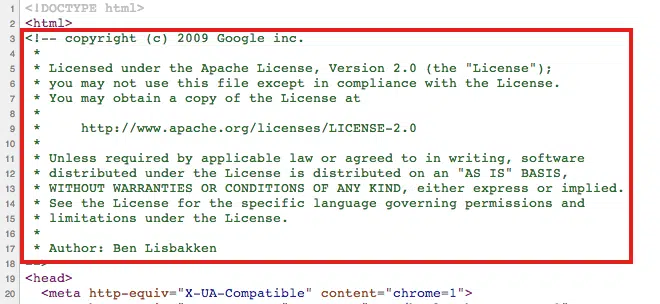 1 <!DOCTYPE html>
2 <html>
3 <!-- copyright (c) 2009 Google inc.
4 *
5 * Licensed under the Apache License, Version 2.0 (the "License");
6 * you may not use this file except in compliance with the License.
7 * You may obtain a copy of the License at
8 *
9 * http://www.apache.org/licenses/LICENSE-2.0
10 *
11 * Unless required by applicable law or agreed to in writing, software
12 * distributed under the License is distributed on an "AS IS" BASIS,
13 * WITHOUT WARRANTIES OR CONDITIONS OF ANY KIND, either express or implied.
14 * See the License for the specific language governing permissions and
15 * limitations under the License.
16 *
17 * Author: Ben Lisbakken
18
19 <head>
20 <meta http-equiv="X-UA-Compatible" content="chrome=1">